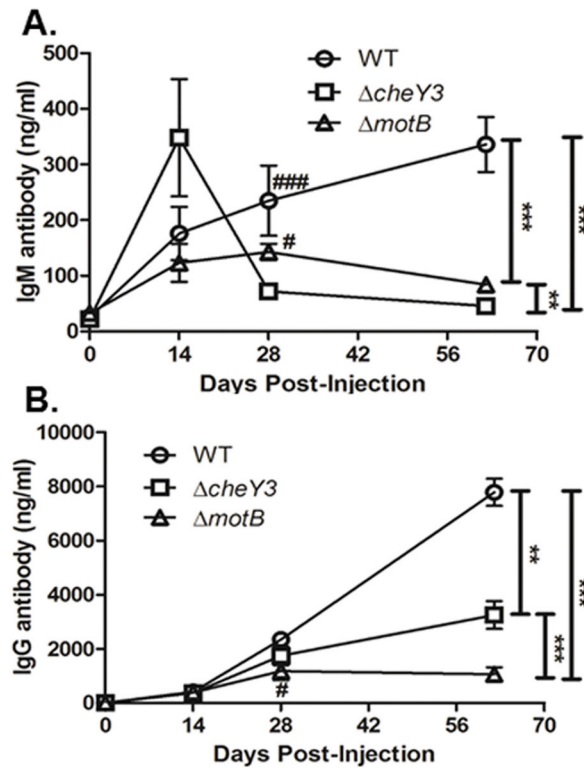 A.
500
400
300
200
100
0
IgM antibody (ng/ml)
WT
ΔcheY3
ΔmotB
###
#
***
**
***
0 14 28 42 56 70
Days Post-Injection
B.
10000
8000
6000
4000
2000
0
IgG antibody (ng/ml)
WT
ΔcheY3
ΔmotB
#
**
***
***
0 14 28 42 56 70
Days Post-Injection